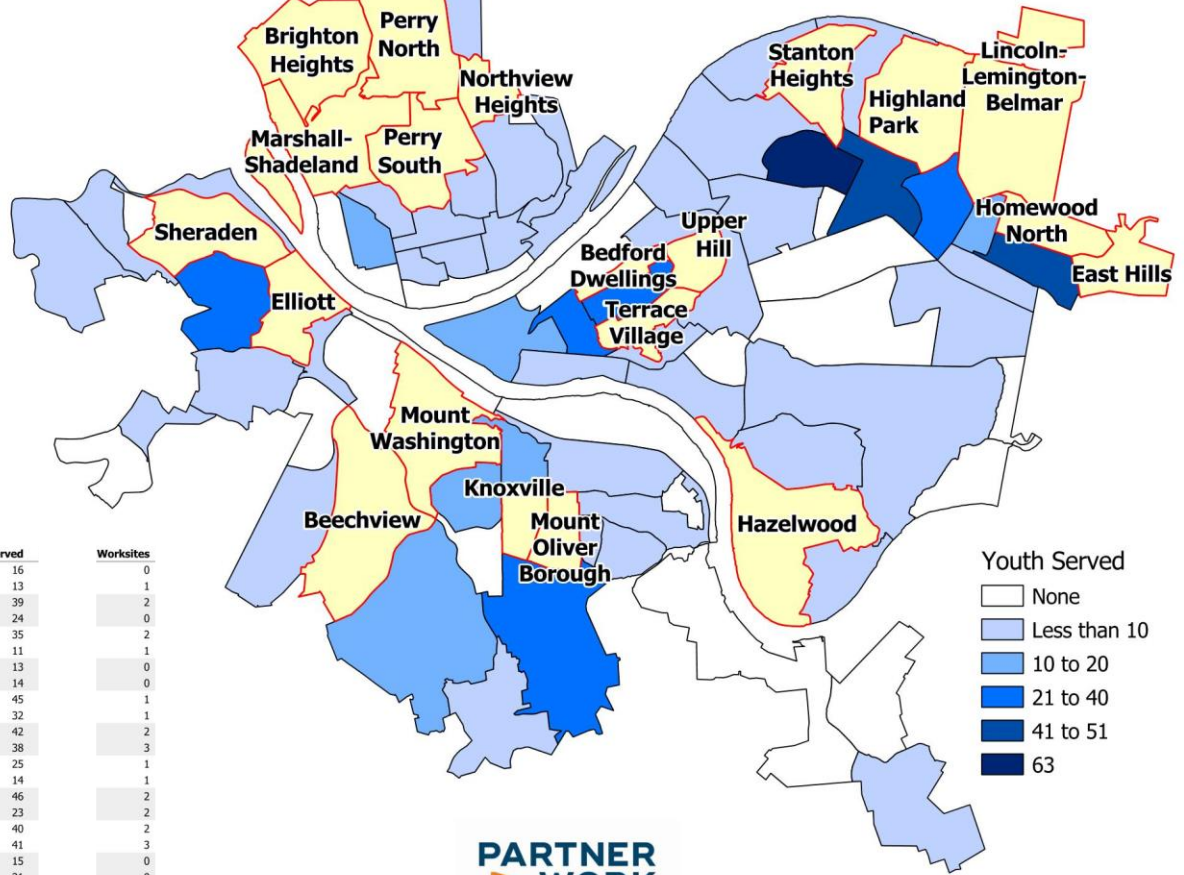 Brighton
Heights
Perry
North
Northview
Heights
Marshall-
Shadeland
Perry
South
Stanton
Heights
Highland
Park
Lincoln-
Lemington-
Belmar
Sheraden
Elliott
Upper
Hill
Bedford
Dwellings
Terrace
Village
Homewood
North
East Hills
Mount
Washington
Knoxville
Beechview
Mount
Oliver
Borough
Hazelwood
Youth Served
None
Less than 10
10 to 20
21 to 40
41 to 51
63
rved Worksites
16 0
13 1
39 2
24 0
35 2
11 1
13 0
14 0
45 1
32 1
42 2
38 3
25 1
14 1
46 2
23 2
40 2
41 3
15 0
PARTNER